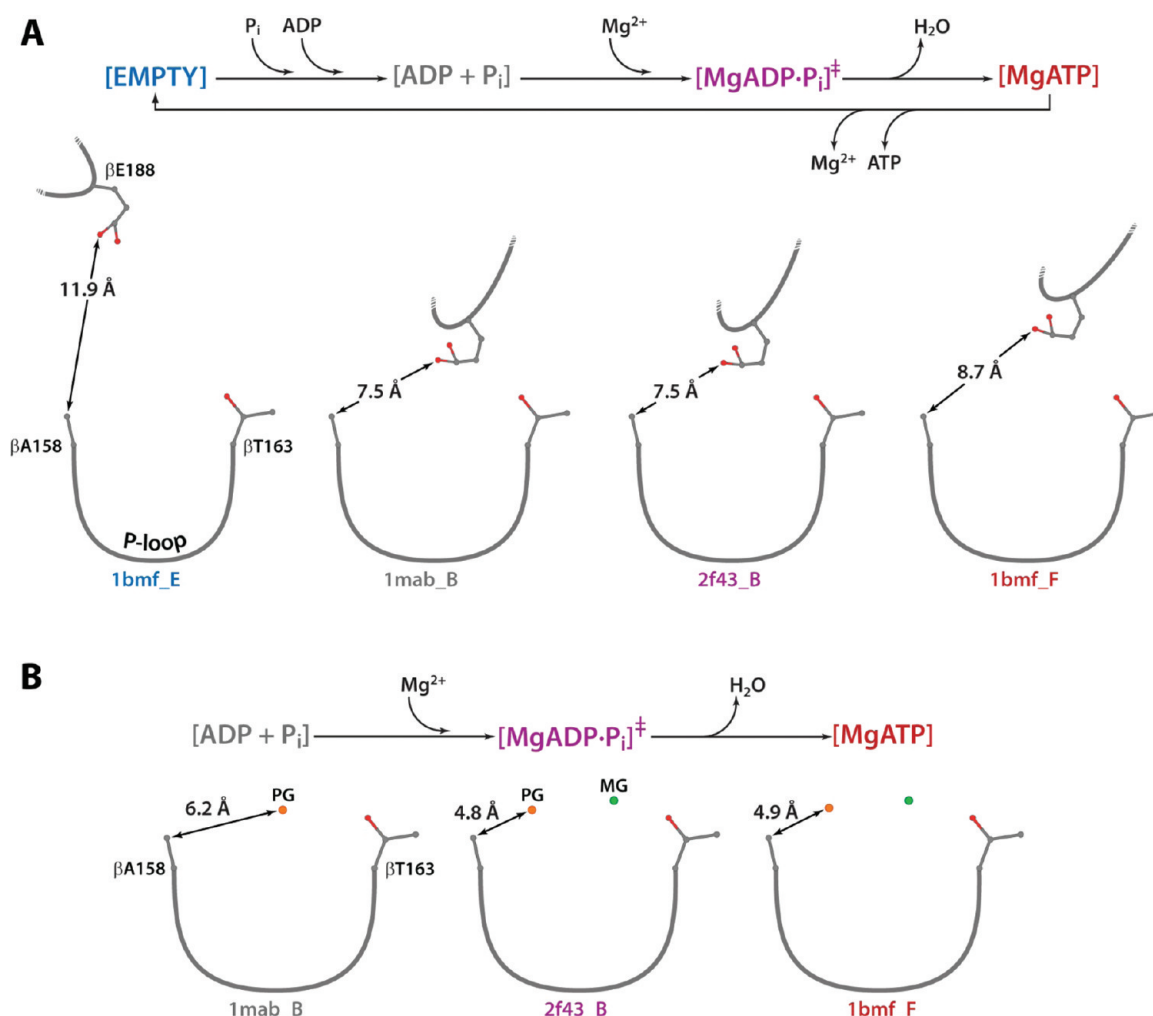 A
Pi ADP Mg2+ H2O
[EMPTY] [ADP + Pi] [MgADP·Pi]‡ [MgATP]
Mg2+ ATP
βE188
11.9 Å 7.5 Å 7.5 Å 8.7 Å
βA158 βT163
P-loop
1bmf_E 1mab_B 2f43_B 1bmf_F
B
Mg2+ H2O
[ADP + Pi] [MgADP·Pi]‡ [MgATP]
6.2 Å PG 4.8 Å PG MG 4.9 Å
βA158 βT163
1mab_B 2f43_B 1bmf_F